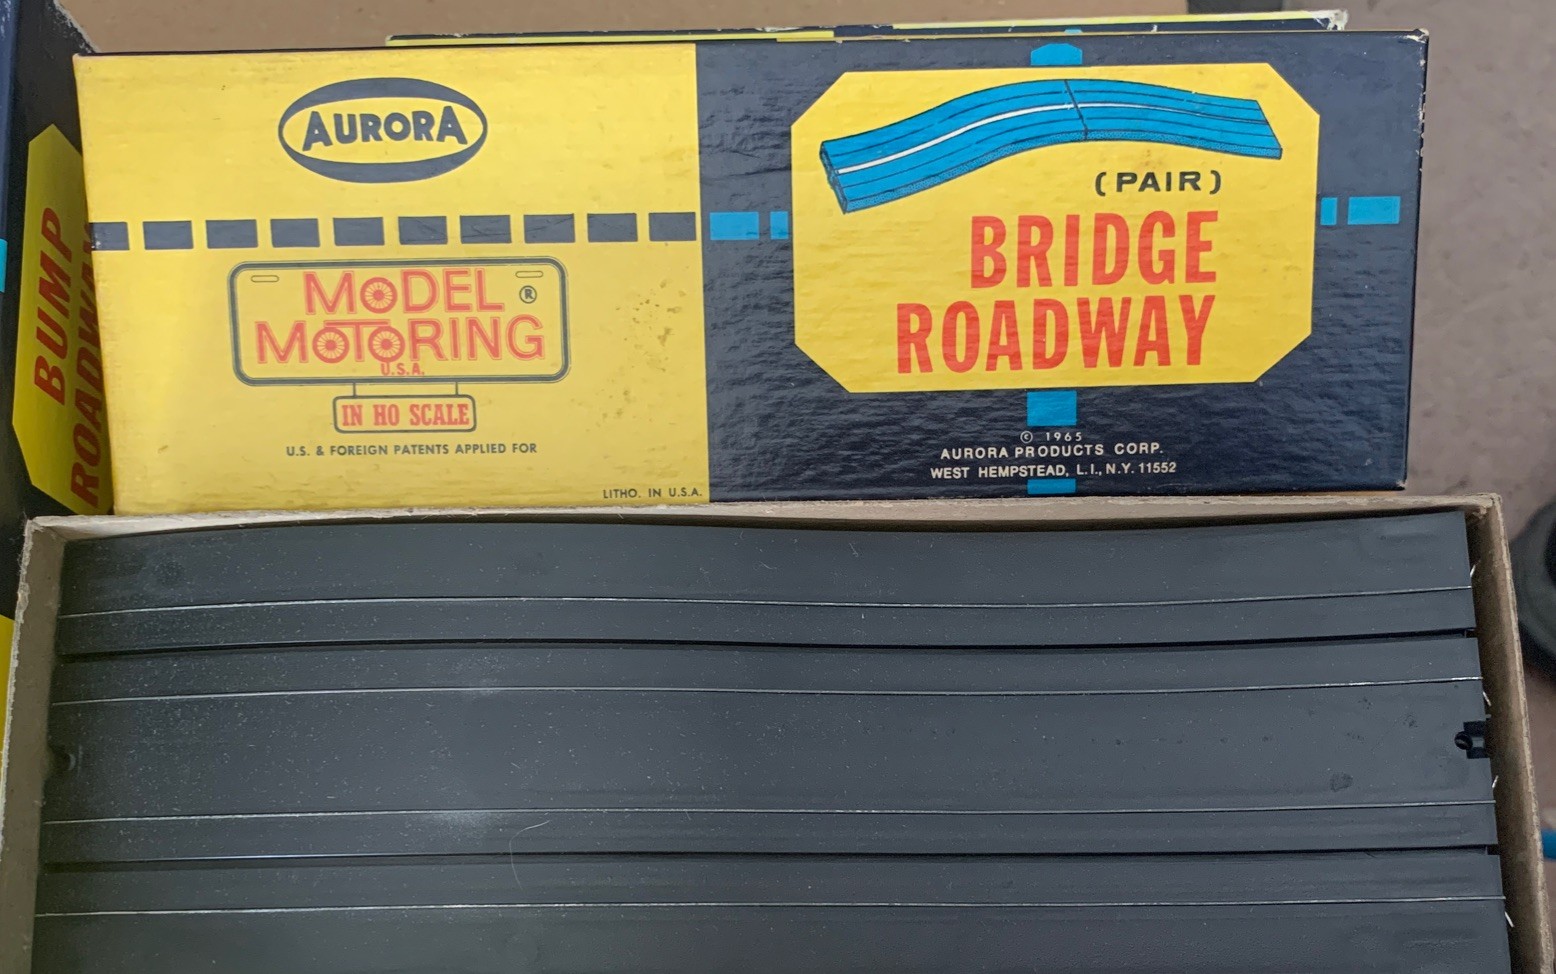 AURORA
MODEL ®
MOTORING
U.S.A.
IN HO SCALE
U.S. & FOREIGN PATENTS APPLIED FOR
LITHO. IN U.S.A.
(PAIR)
BRIDGE
ROADWAY
© 1965
AURORA PRODUCTS CORP.
WEST HEMPSTEAD, L.I., N.Y. 11552
BUMP
ROADWAY